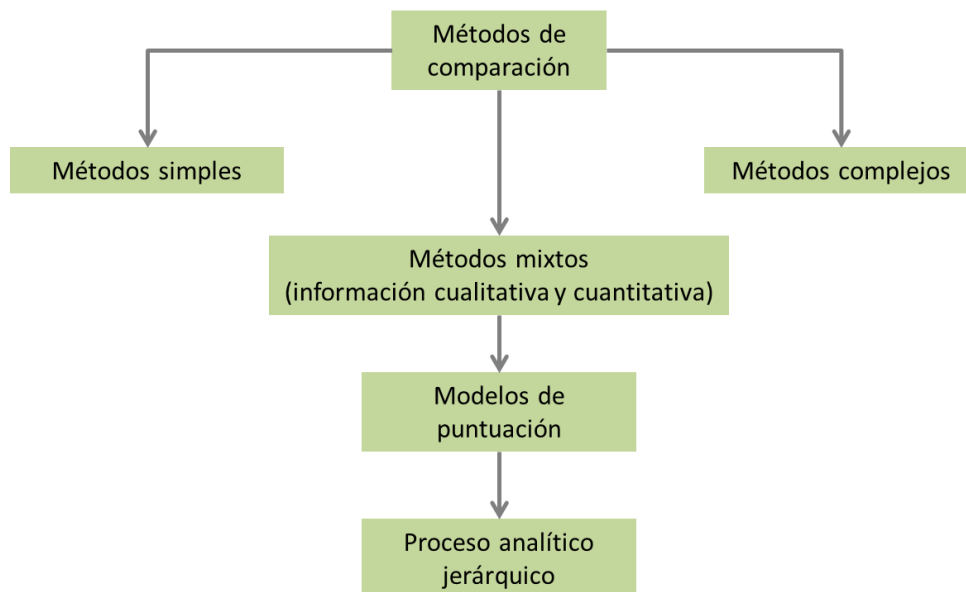 Métodos de
comparación
Métodos simples
Métodos complejos
Métodos mixtos
(información cualitativa y cuantitativa)
Modelos de
puntuación
Proceso analítico
jerárquico